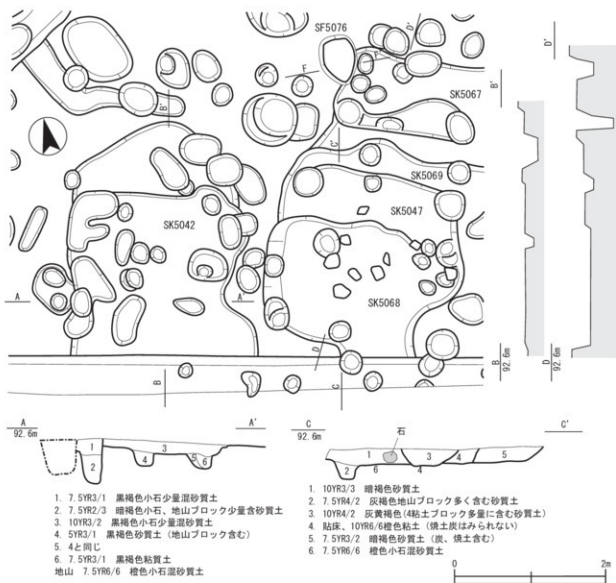 SF5076
D'
F
F'
SK5067
B'
C'
SK5069
SK5042
SK5047
SK5068
A
A'
D
B
C
D'
B'
B
92.6m
D
92.6m
A
92.6m
A'
1
2
3
4
5
6
1. 7.5YR3/1 黒褐色小石少量混砂質土
2. 7.5YR2/3 暗褐色小石、地山ブロック少量含砂質土
3. 10YR3/2 黒褐色小石少量混砂質土
4. 5YR3/1 黒褐色砂質土（地山ブロック含む）
5. 4と同じ
6. 7.5YR3/1 黒褐色粘質土
地山 7.5YR6/6 橙色小石混砂質土
C
92.6m
石
C'
1
2
6
3
4
4
5
1. 10YR3/3 暗褐色砂質土
2. 7.5YR4/2 灰褐色地山ブロック多く含む砂質土
3. 10YR4/2 灰黄褐色(4粘土ブロック多量に含む砂質土)
4. 貼床、10YR6/6橙色粘土（焼土炭はみられない）
5. 7.5YR3/2 暗褐色砂質土（炭、焼土含む）
6. 7.5YR6/6 橙色小石混砂質土
0
2m